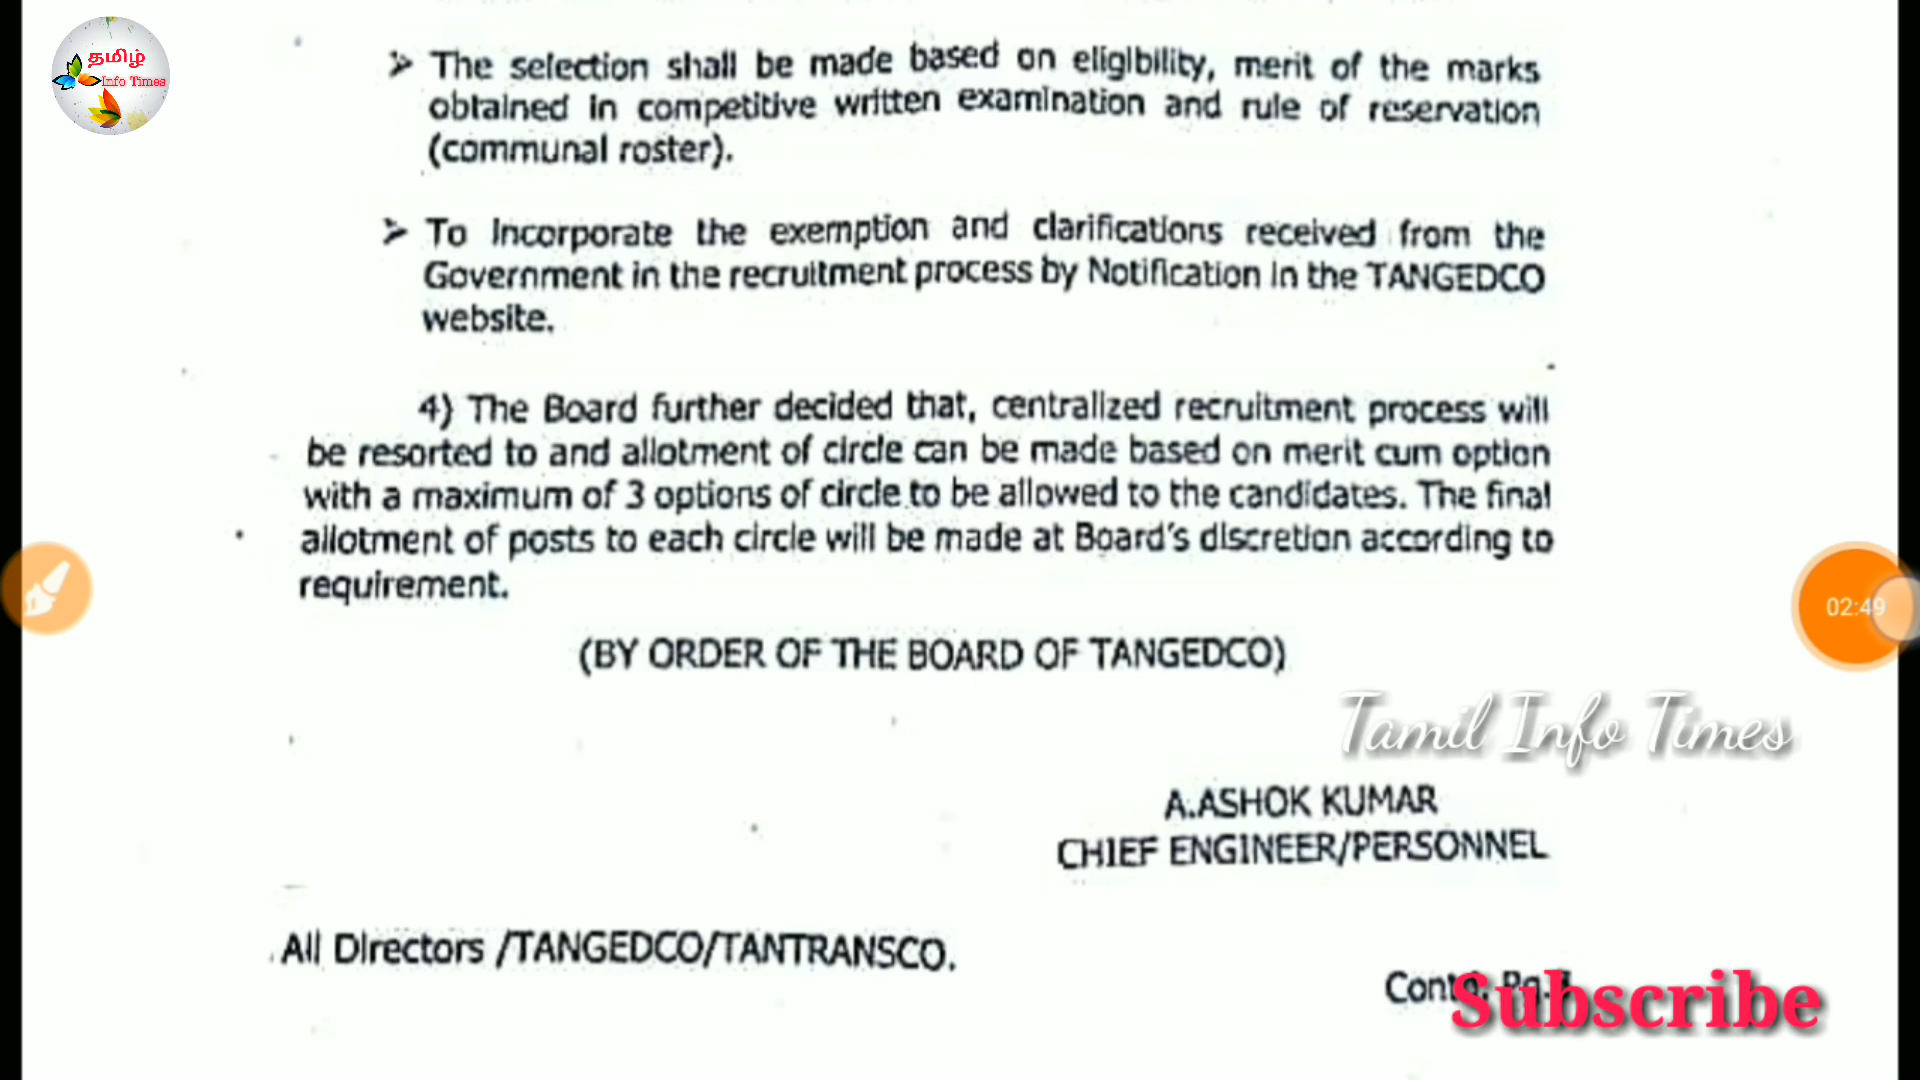 தமிழ்
Info Times
➢ The selection shall be made based on eligibility, merit of the marks
obtained in competitive written examination and rule of reservation
(communal roster).
➢ To incorporate the exemption and clarifications received from the
Government in the recruitment process by Notification in the TANGEDCO
website.
4) The Board further decided that, centralized recruitment process will
be resorted to and allotment of circle can be made based on merit cum option
with a maximum of 3 options of circle to be allowed to the candidates. The final
allotment of posts to each circle will be made at Board's discretion according to
requirement.
02:49
(BY ORDER OF THE BOARD OF TANGEDCO)
Tamil Info Times
A.ASHOK KUMAR
CHIEF ENGINEER/PERSONNEL
All Directors /TANGEDCO/TANTRANSCO.
Subscribe